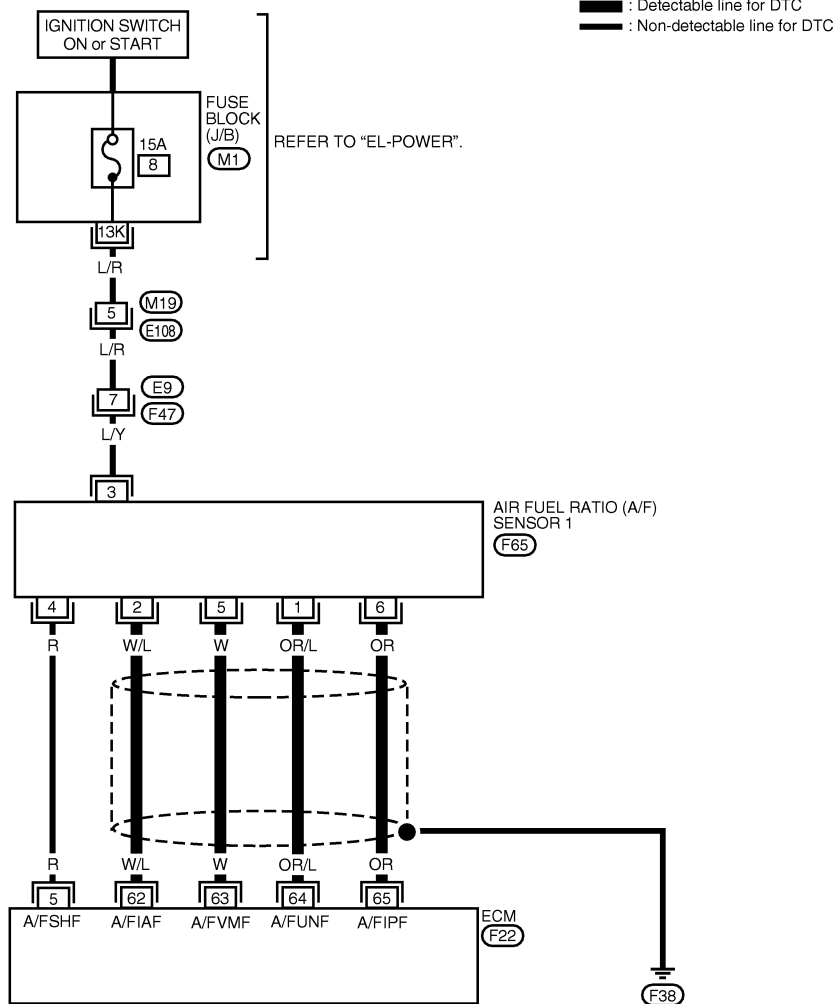 : Detectable line for DTC
: Non-detectable line for DTC
IGNITION SWITCH
ON or START
FUSE
BLOCK
(J/B)
M1
15A
8
REFER TO “EL-POWER”.
13K
L/R
5
M19
E108
L/R
7
E9
F47
L/Y
3
AIR FUEL RATIO (A/F)
SENSOR 1
F65
4 2 5 1 6
R W/L W OR/L OR
R W/L W OR/L OR
5 62 63 64 65
A/FSHF A/FIAF A/FVMF A/FUNF A/FIPF
ECM
F22
F38